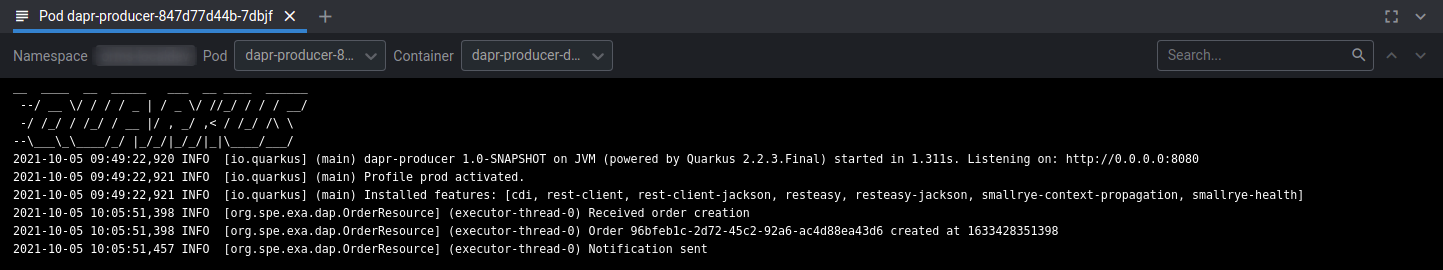 Pod dapr-producer-847d77d44b-7dbjf
Namespace Pod dapr-producer-8... Container dapr-producer-d... Search...
__  ____  __  _____   ___  __ ____  ______
 --/ __ \/ / / / _ | / _ \/ //_/ / / / __/
 -/ /_/ / /_/ / __ |/ , _/ ,< / /_/ /\ \
--\___\_\____/_/ |_/_/|_/_/|_|\____/___/
2021-10-05 09:49:22,920 INFO  [io.quarkus] (main) dapr-producer 1.0-SNAPSHOT on JVM (powered by Quarkus 2.2.3.Final) started in 1.311s. Listening on: http://0.0.0.0:8080
2021-10-05 09:49:22,921 INFO  [io.quarkus] (main) Profile prod activated.
2021-10-05 09:49:22,921 INFO  [io.quarkus] (main) Installed features: [cdi, rest-client, rest-client-jackson, resteasy, resteasy-jackson, smallrye-context-propagation, smallrye-health]
2021-10-05 10:05:51,398 INFO  [org.spe.exa.dap.OrderResource] (executor-thread-0) Received order creation
2021-10-05 10:05:51,398 INFO  [org.spe.exa.dap.OrderResource] (executor-thread-0) Order 96bfeb1c-2d72-45c2-92a6-ac4d88ea43d6 created at 1633428351398
2021-10-05 10:05:51,457 INFO  [org.spe.exa.dap.OrderResource] (executor-thread-0) Notification sent